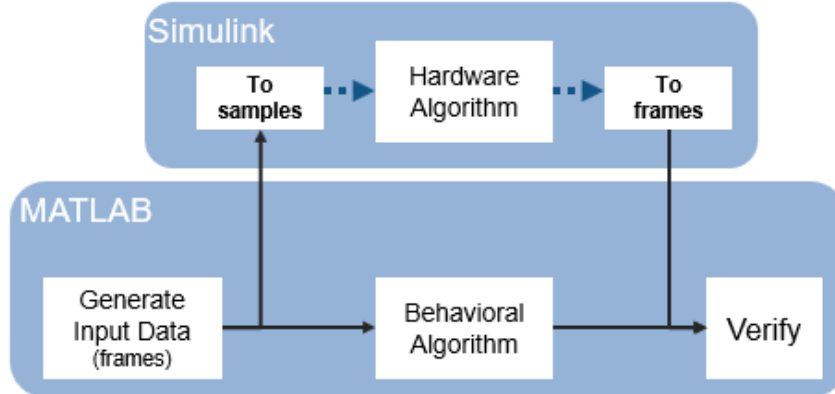 Simulink
To
samples
Hardware
Algorithm
To
frames
MATLAB
Generate
Input Data
(frames)
Behavioral
Algorithm
Verify